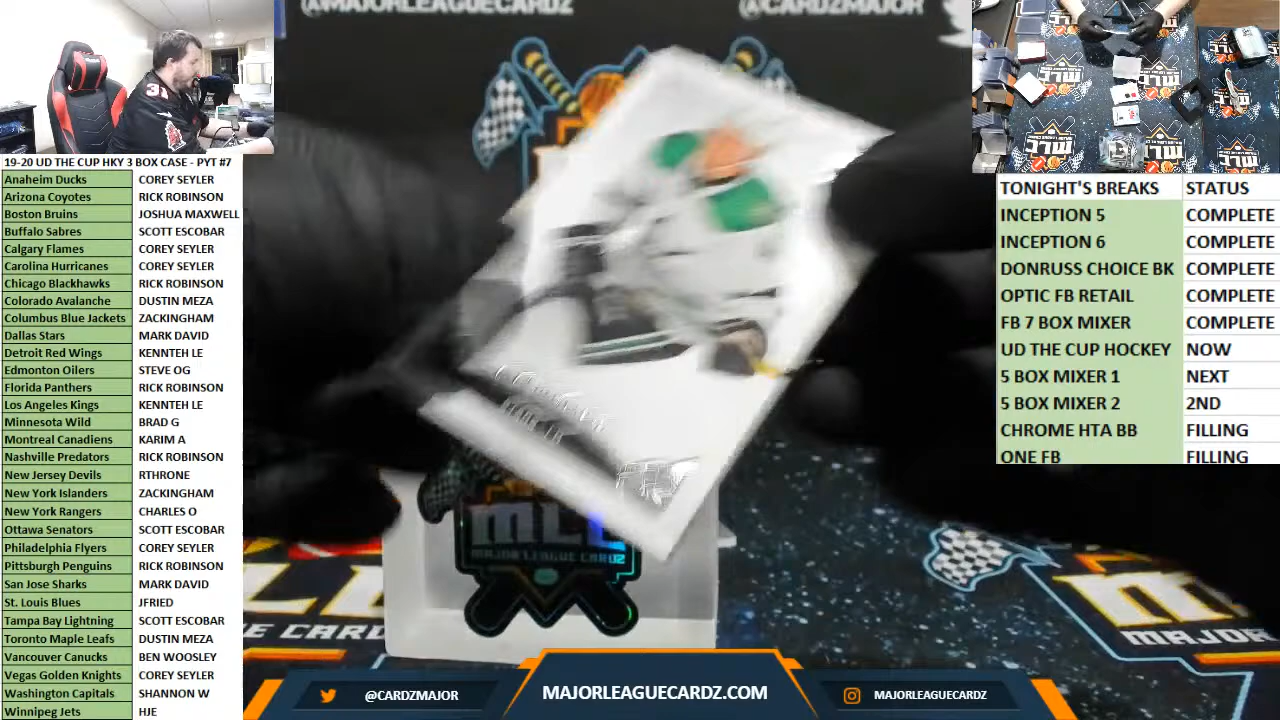 @MAJORLEAGUECARDZ
@CARDZMAJOR
19-20 UD THE CUP HKY 3 BOX CASE - PYT #7
Anaheim Ducks COREY SEYLER
Arizona Coyotes RICK ROBINSON
Boston Bruins JOSHUA MAXWELL
Buffalo Sabres SCOTT ESCOBAR
Calgary Flames COREY SEYLER
Carolina Hurricanes COREY SEYLER
Chicago Blackhawks RICK ROBINSON
Colorado Avalanche DUSTIN MEZA
Columbus Blue Jackets ZACKINGHAM
Dallas Stars MARK DAVID
Detroit Red Wings KENNTEH LE
Edmonton Oilers STEVE OG
Florida Panthers RICK ROBINSON
Los Angeles Kings KENNTEH LE
Minnesota Wild BRAD G
Montreal Canadiens KARIM A
Nashville Predators RICK ROBINSON
New Jersey Devils RTHRONE
New York Islanders ZACKINGHAM
New York Rangers CHARLES O
Ottawa Senators SCOTT ESCOBAR
Philadelphia Flyers COREY SEYLER
Pittsburgh Penguins RICK ROBINSON
San Jose Sharks MARK DAVID
St. Louis Blues JFRIED
Tampa Bay Lightning SCOTT ESCOBAR
Toronto Maple Leafs DUSTIN MEZA
Vancouver Canucks BEN WOOSLEY
Vegas Golden Knights COREY SEYLER
Washington Capitals SHANNON W
Winnipeg Jets HJE
TONIGHT'S BREAKS STATUS
INCEPTION 5 COMPLETE
INCEPTION 6 COMPLETE
DONRUSS CHOICE BK COMPLETE
OPTIC FB RETAIL COMPLETE
FB 7 BOX MIXER COMPLETE
UD THE CUP HOCKEY NOW
5 BOX MIXER 1 NEXT
5 BOX MIXER 2 2ND
CHROME HTA BB FILLING
ONE FB FILLING
MAJOR LEAGUE CARDZ
@CARDZMAJOR
MAJORLEAGUECARDZ.COM
MAJORLEAGUECARDZ